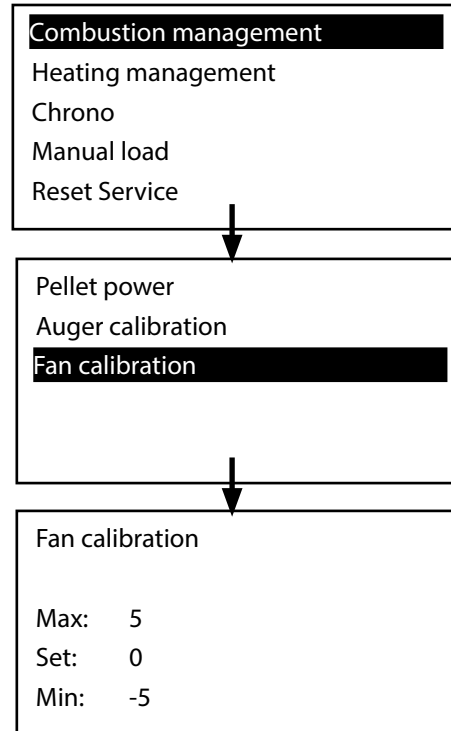 Combustion management
Heating management
Chrono
Manual load
Reset Service
Pellet power
Auger calibration
Fan calibration
Fan calibration
Max: 5
Set: 0
Min: -5